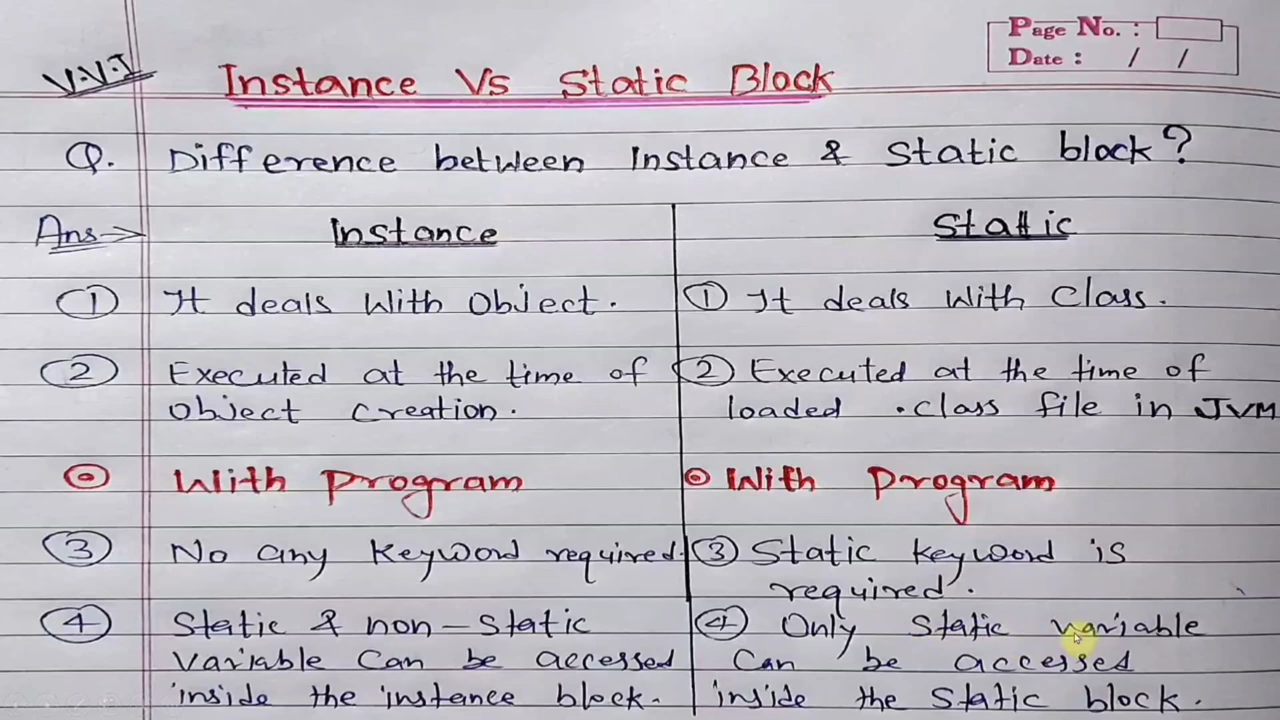 Page No. :
Date : / /
V.V.I
Instance Vs Static Block
Q. Difference between Instance & Static block?
Ans→
Instance
① It deals With Object.
② Executed at the time of
Object Creation.
⊙ With Program
③ No any Keyword required.
④ Static & non-Static
Variable Can be accessed
inside the instance block.
Static
① It deals With Class.
② Executed at the time of
loaded .class file in JVM
⊙ With Program
③ Static keyword is
required.
④ Only Static variable
Can be accessed
inside the Static block.